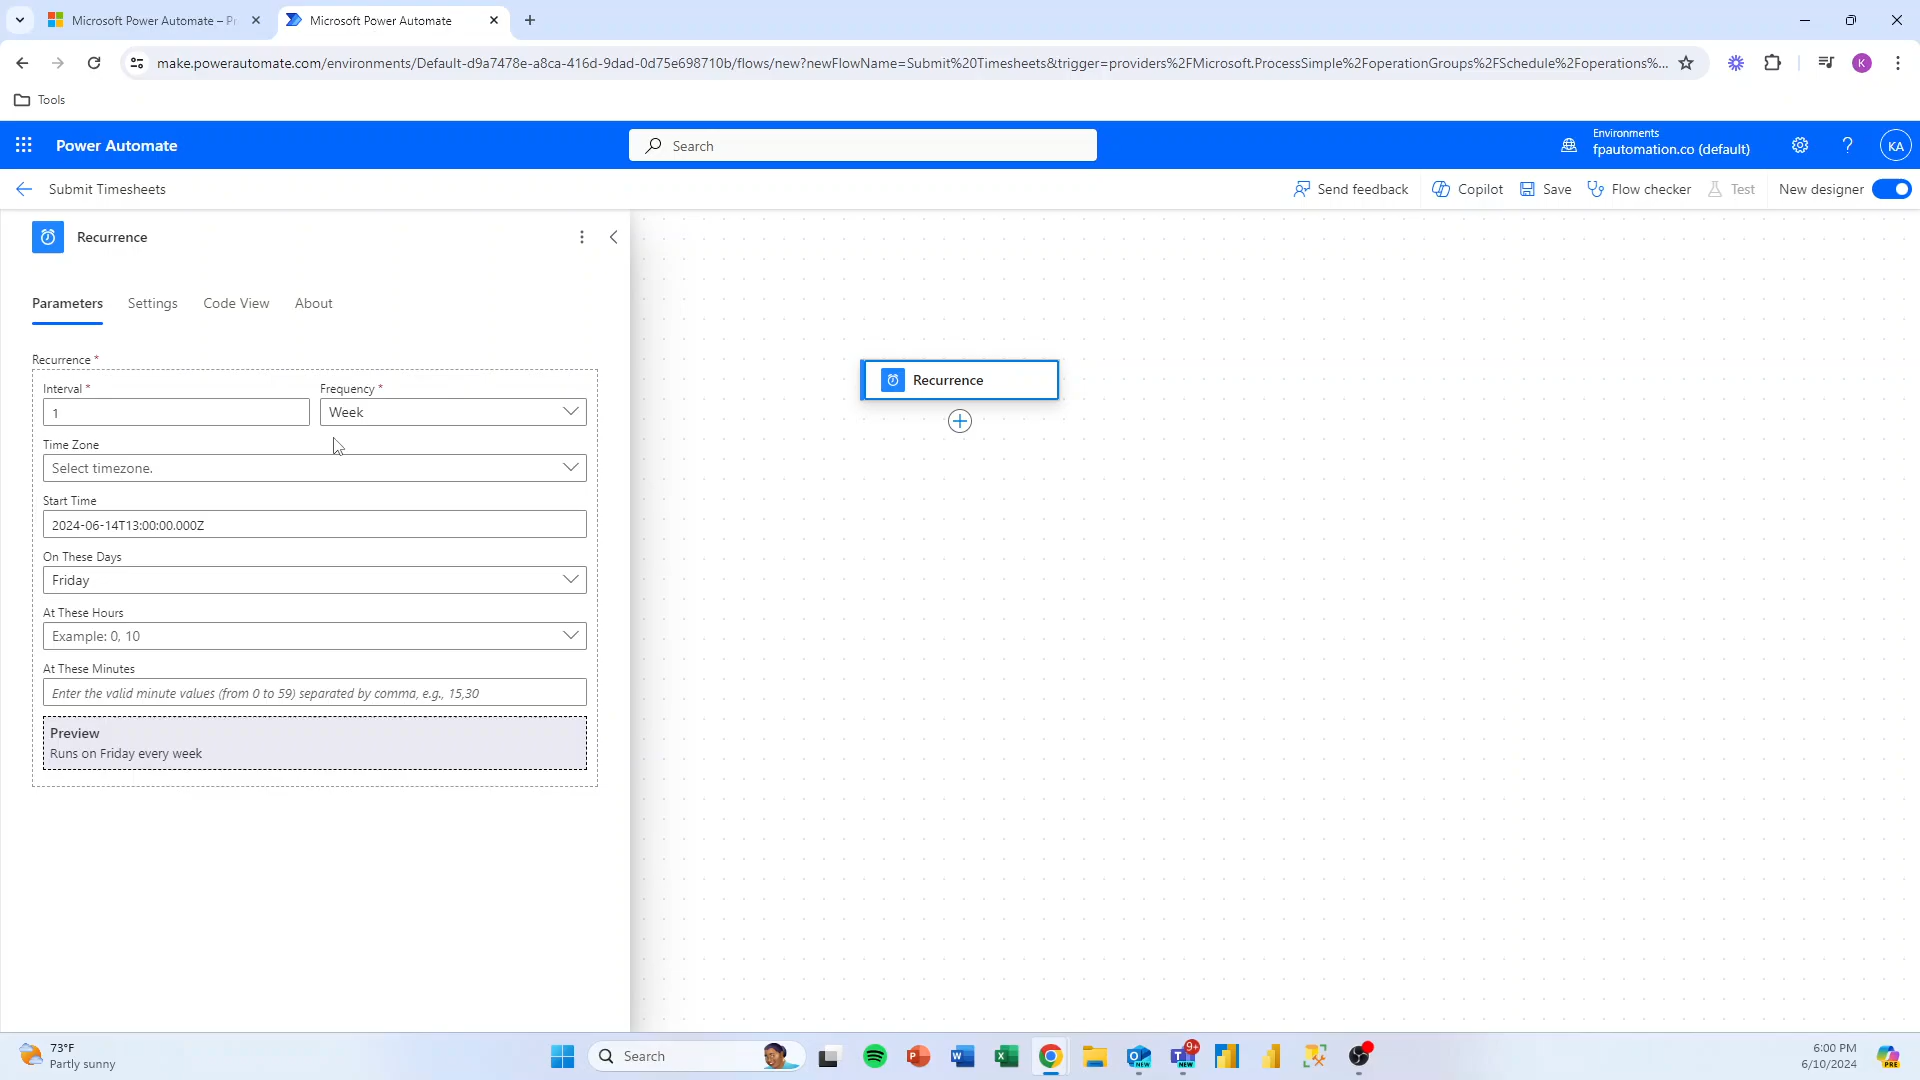 Microsoft Power Automate – Pr
Microsoft Power Automate
make.powerautomate.com/environments/Default-d9a7478e-a8ca-416d-9dad-0d75e698710b/flows/new?newFlowName=Submit%20Timesheets&trigger=providers%2FMicrosoft.ProcessSimple%2FoperationGroups%2FSchedule%2Foperations%...
K
Tools
Power Automate
Search
Environments
fpautomation.co (default)
?
KA
Submit Timesheets
Send feedback
Copilot
Save
Flow checker
Test
New designer
Recurrence
Parameters
Settings
Code View
About
Recurrence *
Interval *
Frequency *
1
Week
Time Zone
Select timezone.
Start Time
2024-06-14T13:00:00.000Z
On These Days
Friday
At These Hours
Example: 0, 10
At These Minutes
Enter the valid minute values (from 0 to 59) separated by comma, e.g., 15,30
Preview
Runs on Friday every week
Recurrence
73°F
Partly sunny
Search
9+
NEW
NEW
6:00 PM
6/10/2024
PRE